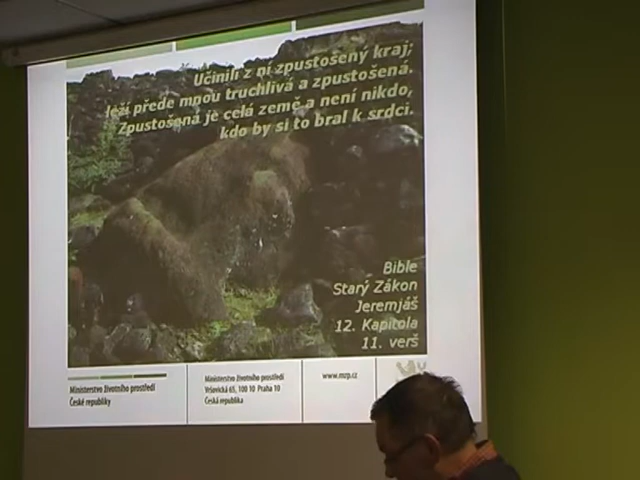 Učinili z ní zpustošený kraj;
leží přede mnou truchlivá a zpustošená.
Zpustošená je celá země a není nikdo,
kdo by si to bral k srdci.
Bible
Starý Zákon
Jeremjáš
12. Kapitola
11. verš
Ministerstvo životního prostředí
České republiky
Ministerstvo životního prostředí
Vršovická 65, 100 10 Praha 10
Česká republika
www.mzp.cz